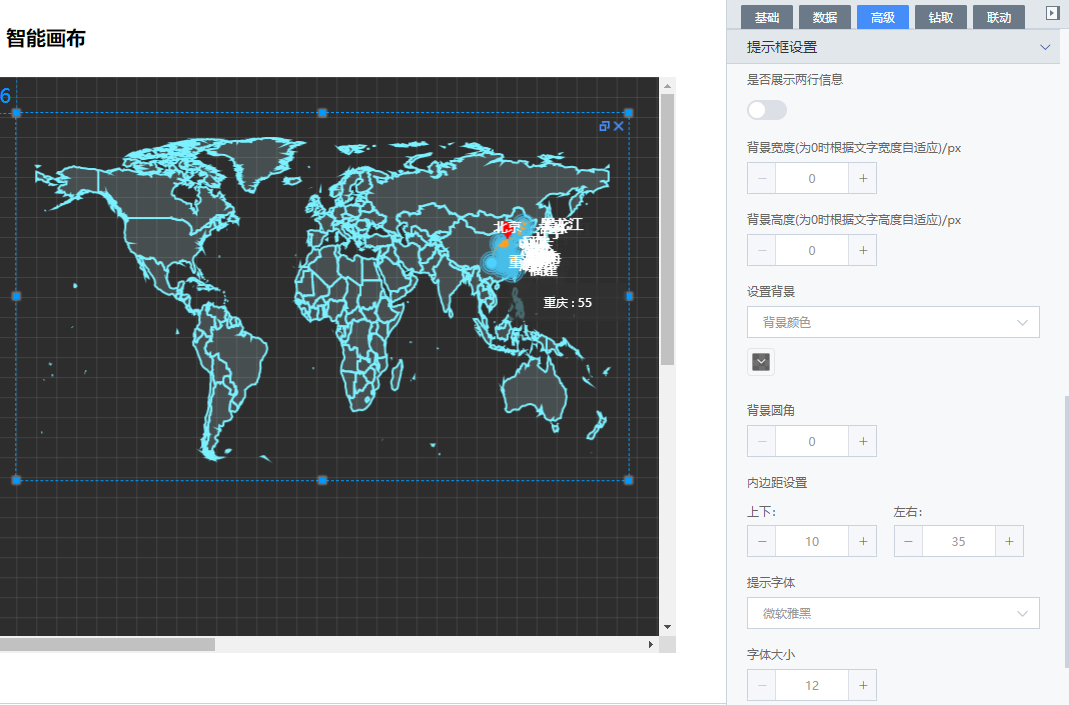 智能画布
6
北京
黑龙江
重庆 : 55
基础
数据
高级
钻取
联动
提示框设置
是否展示两行信息
背景宽度(为0时根据文字宽度自适应)/px
− 0 +
背景高度(为0时根据文字高度自适应)/px
− 0 +
设置背景
背景颜色
背景圆角
− 0 +
内边距设置
上下:
左右:
− 10 +
− 35 +
提示字体
微软雅黑
字体大小
− 12 +